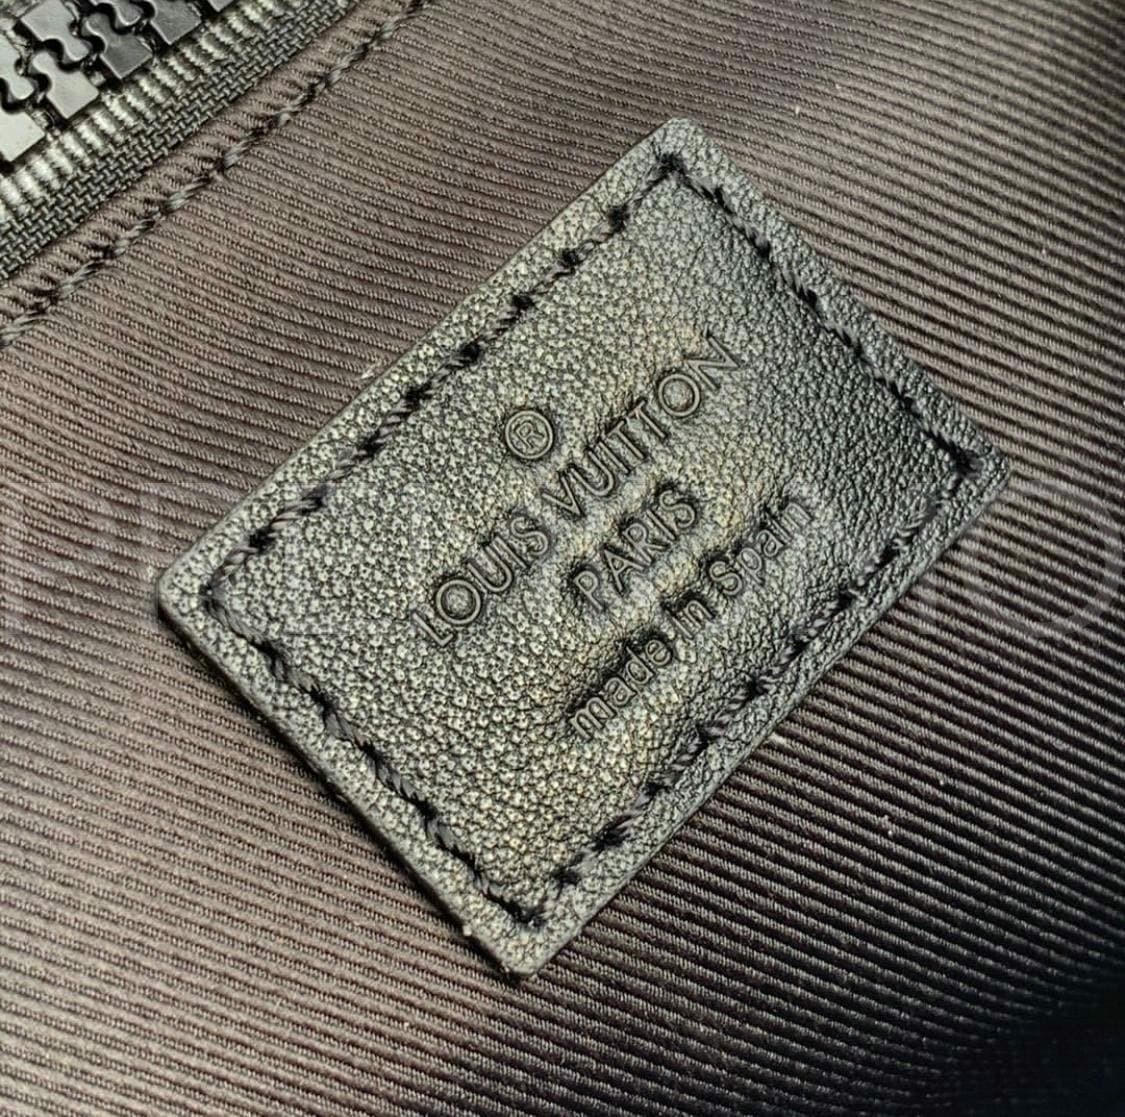 ®
LOUIS VUITTON
PARIS
made in Spain